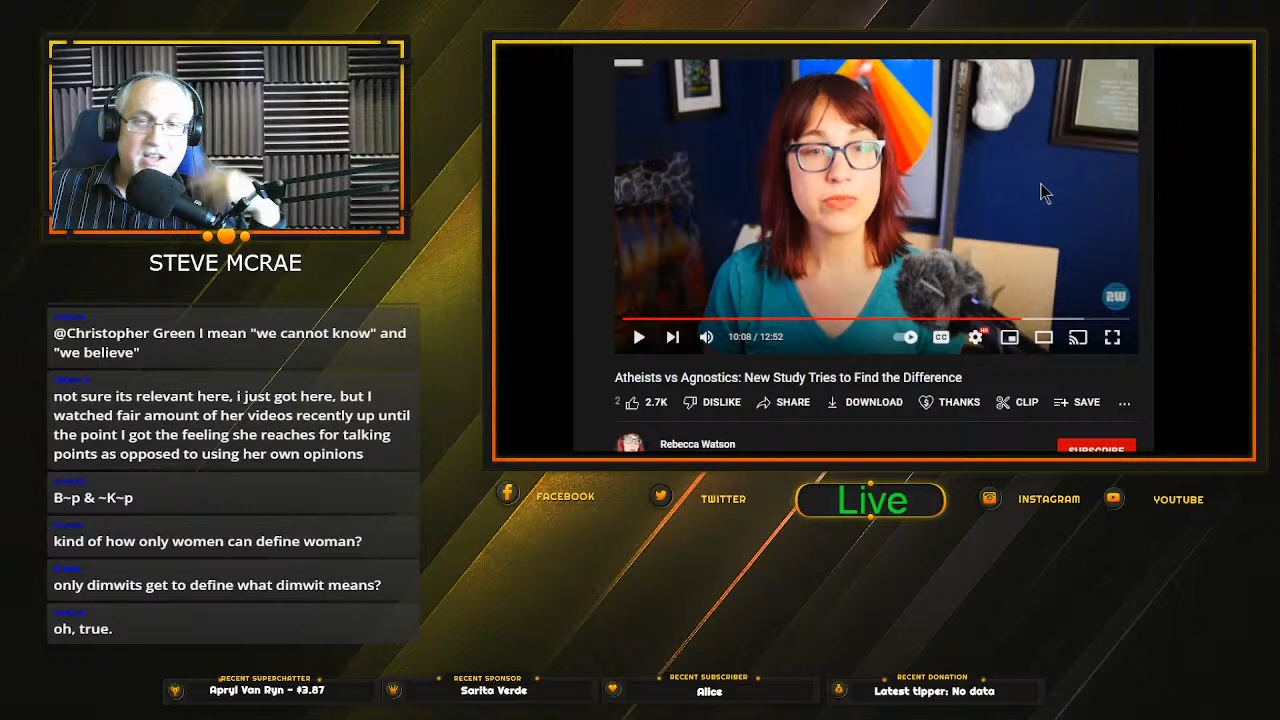 STEVE MCRAE
@Christopher Green I mean "we cannot know" and
"we believe"
not sure its relevant here, i just got here, but I
watched fair amount of her videos recently up until
the point I got the feeling she reaches for talking
points as opposed to using her own opinions
B~p & ~K~p
kind of how only women can define woman?
only dimwits get to define what dimwit means?
oh, true.
2W
10:08 / 12:52
CC
HD
Atheists vs Agnostics: New Study Tries to Find the Difference
2 2.7K DISLIKE SHARE DOWNLOAD THANKS CLIP SAVE ...
Rebecca Watson
SUBSCRIBE
FACEBOOK TWITTER Live INSTAGRAM YOUTUBE
RECENT SUPERCHATTER
Apryl Van Ryn - $3.87
RECENT SPONSOR
Sarita Verde
RECENT SUBSCRIBER
Alice
RECENT DONATION
Latest tipper: No data